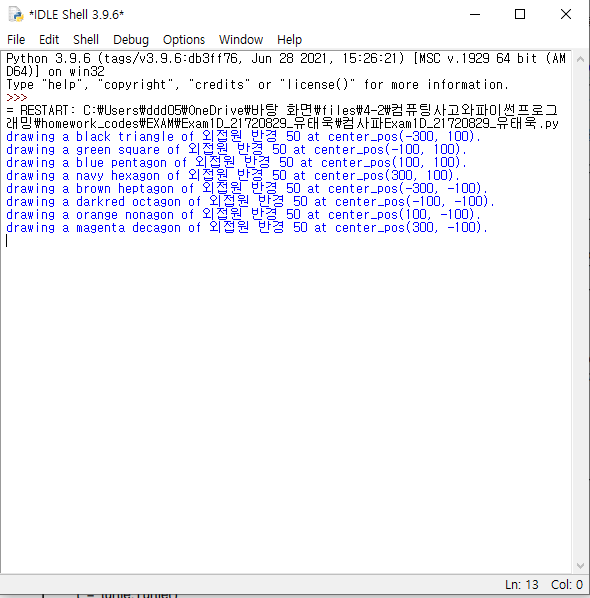 *IDLE Shell 3.9.6*
File Edit Shell Debug Options Window Help
Python 3.9.6 (tags/v3.9.6:db3ff76, Jun 28 2021, 15:26:21) [MSC v.1929 64 bit (AM
D64)] on win32
Type "help", "copyright", "credits" or "license()" for more information.
>>>
= RESTART: C:₩Users₩ddd05₩OneDrive₩바탕 화면₩files₩4-2₩컴퓨팅사고와파이썬프로그
래밍₩homework_codes₩EXAM₩Exam1D_21720829_유태욱₩컴사파Exam1D_21720829_유태욱.py
drawing a black triangle of 외접원 반경 50 at center_pos(-300, 100).
drawing a green square of 외접원 반경 50 at center_pos(-100, 100).
drawing a blue pentagon of 외접원 반경 50 at center_pos(100, 100).
drawing a navy hexagon of 외접원 반경 50 at center_pos(300, 100).
drawing a brown heptagon of 외접원 반경 50 at center_pos(-300, -100).
drawing a darkred octagon of 외접원 반경 50 at center_pos(-100, -100).
drawing a orange nonagon of 외접원 반경 50 at center_pos(100, -100).
drawing a magenta decagon of 외접원 반경 50 at center_pos(300, -100).
Ln: 13 Col: 0